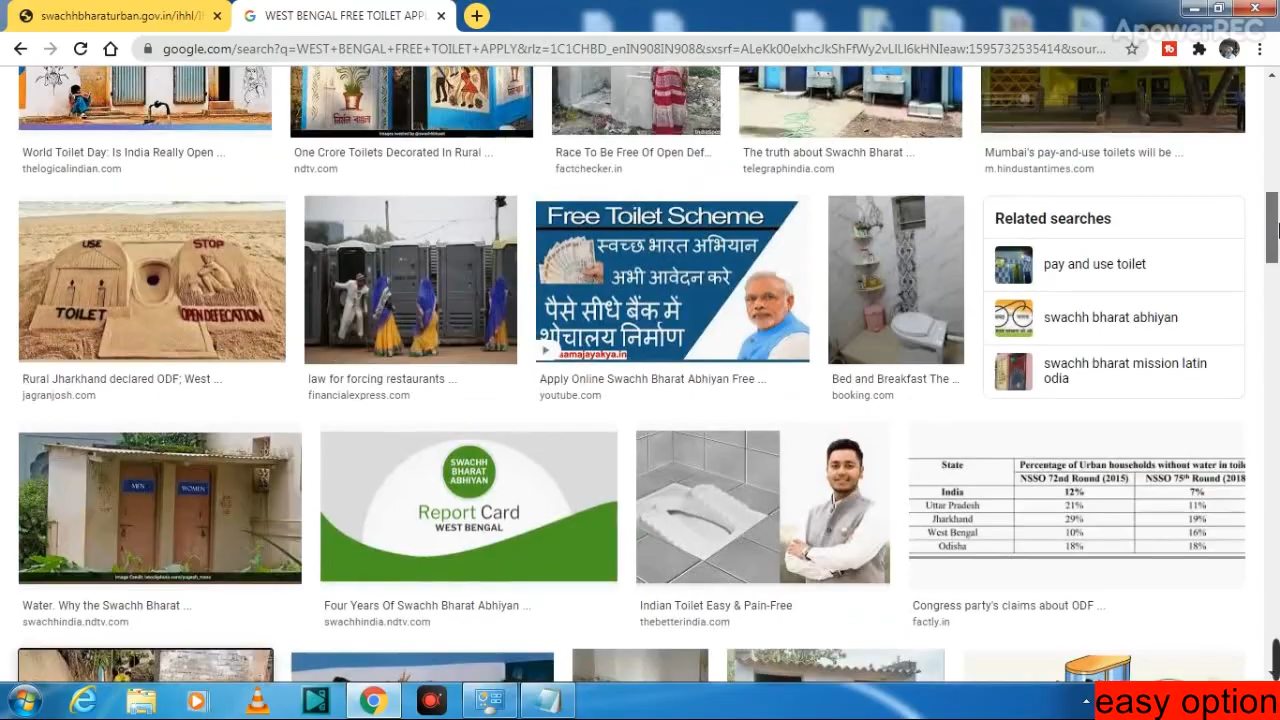 swachhbharaturban.gov.in/ihhl/
WEST BENGAL FREE TOILET APPL
ApowerREC
google.com/search?q=WEST+BENGAL+FREE+TOILET+APPLY&rlz=1C1CHBD_enIN908IN908&sxsrf=ALeKk00elxhcJkShFfWy2vLILI6kHNIeaw:1595732535414&sour...
World Toilet Day: Is India Really Open ...
thelogicalindian.com
One Crore Toilets Decorated In Rural ...
ndtv.com
Race To Be Free Of Open Def...
factchecker.in
The truth about Swachh Bharat ...
telegraphindia.com
Mumbai's pay-and-use toilets will be ...
m.hindustantimes.com
USE
TOILET
STOP
OPEN DEFECATION
Rural Jharkhand declared ODF; West ...
jagranjosh.com
law for forcing restaurants ...
financialexpress.com
Free Toilet Scheme
स्वच्छ भारत अभियान
अभी आवेदन करे
पैसे सीधे बैंक में
शोचालय निर्माण
samajayakya.in
Apply Online Swachh Bharat Abhiyan Free ...
youtube.com
Bed and Breakfast The ...
booking.com
Related searches
pay and use toilet
swachh bharat abhiyan
swachh bharat mission latin
odia
MEN
WOMEN
Water. Why the Swachh Bharat ...
swachhindia.ndtv.com
SWACHH
BHARAT
ABHIYAN
Report Card
WEST BENGAL
Four Years Of Swachh Bharat Abhiyan ...
swachhindia.ndtv.com
Indian Toilet Easy & Pain-Free
thebetterindia.com
State Percentage of Urban households without water in toile
NSSO 72nd Round (2015) NSSO 75th Round (2018
India 12% 7%
Uttar Pradesh 21% 11%
Jharkhand 29% 19%
West Bengal 10% 16%
Odisha 18% 18%
Congress party's claims about ODF ...
factly.in
easy option